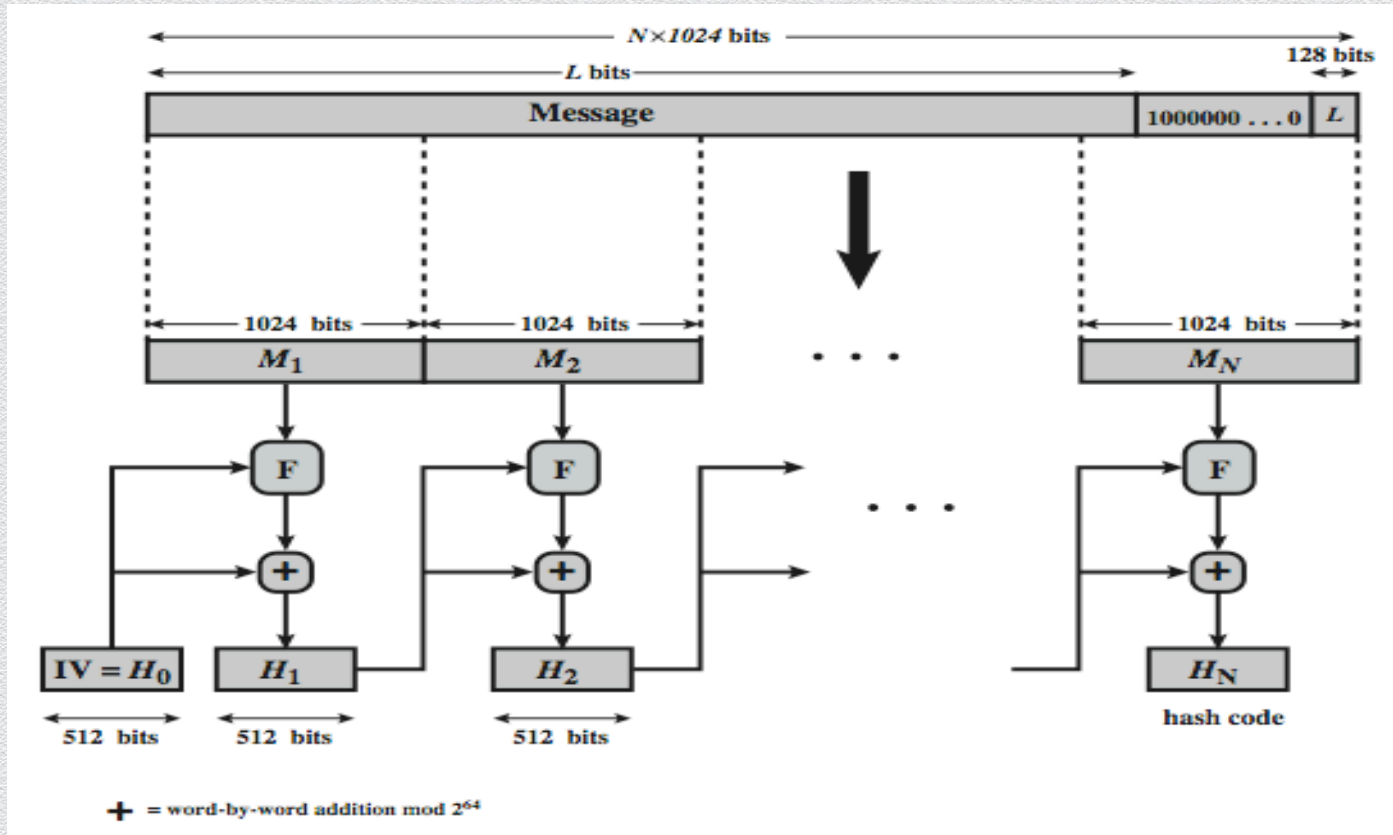 N×1024 bits
128 bits
L bits
Message
1000000 . . . 0
L
1024 bits
1024 bits
1024 bits
M1
M2
. . .
MN
F
F
F
. . .
+
+
+
IV = H0
H1
H2
HN
512 bits
512 bits
512 bits
hash code
+ = word-by-word addition mod 2^64